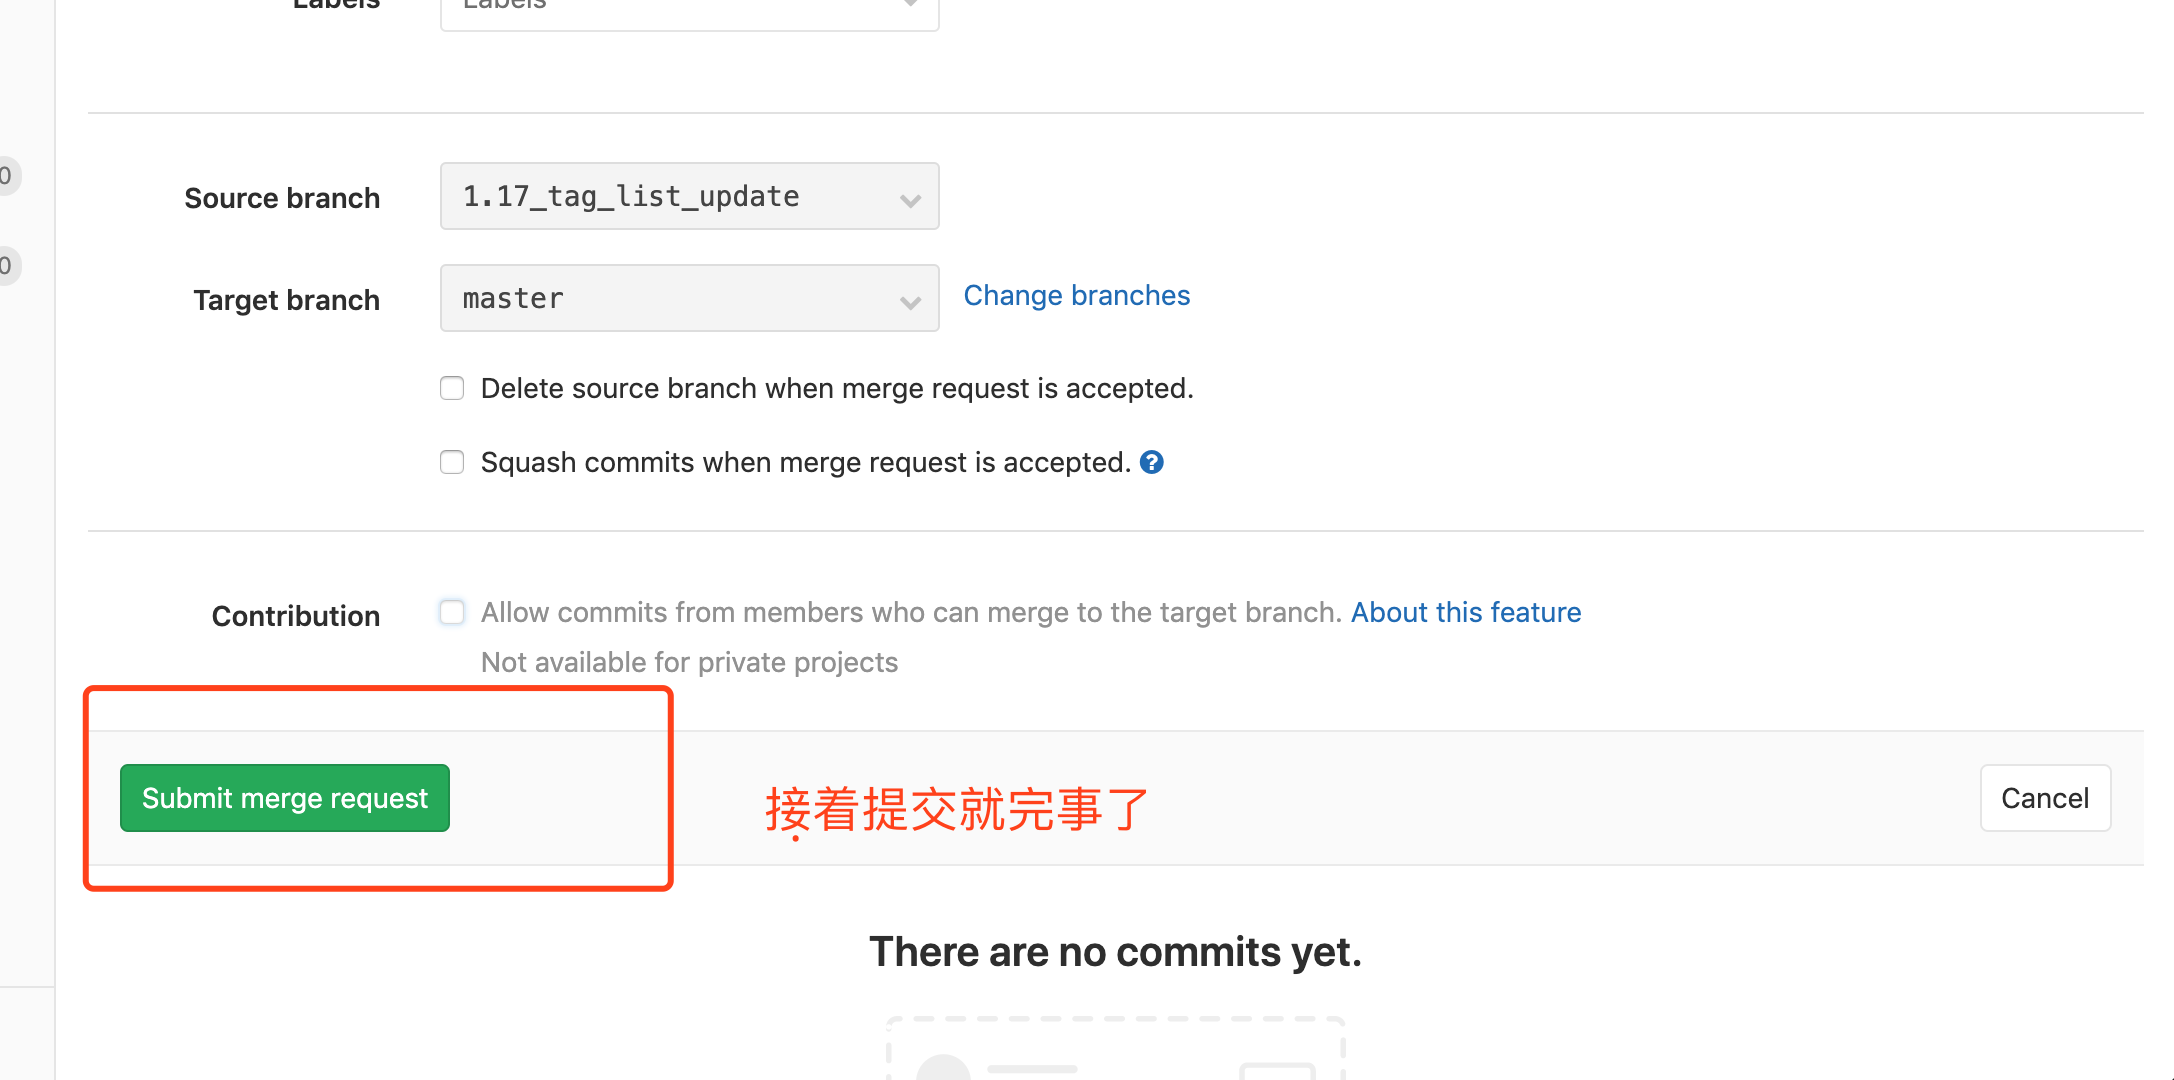 Labels
Labels
0
Source branch
1.17_tag_list_update
0
Target branch
master
Change branches
Delete source branch when merge request is accepted.
Squash commits when merge request is accepted. ?
Contribution
Allow commits from members who can merge to the target branch. About this feature
Not available for private projects
Submit merge request
接着提交就完事了
Cancel
There are no commits yet.